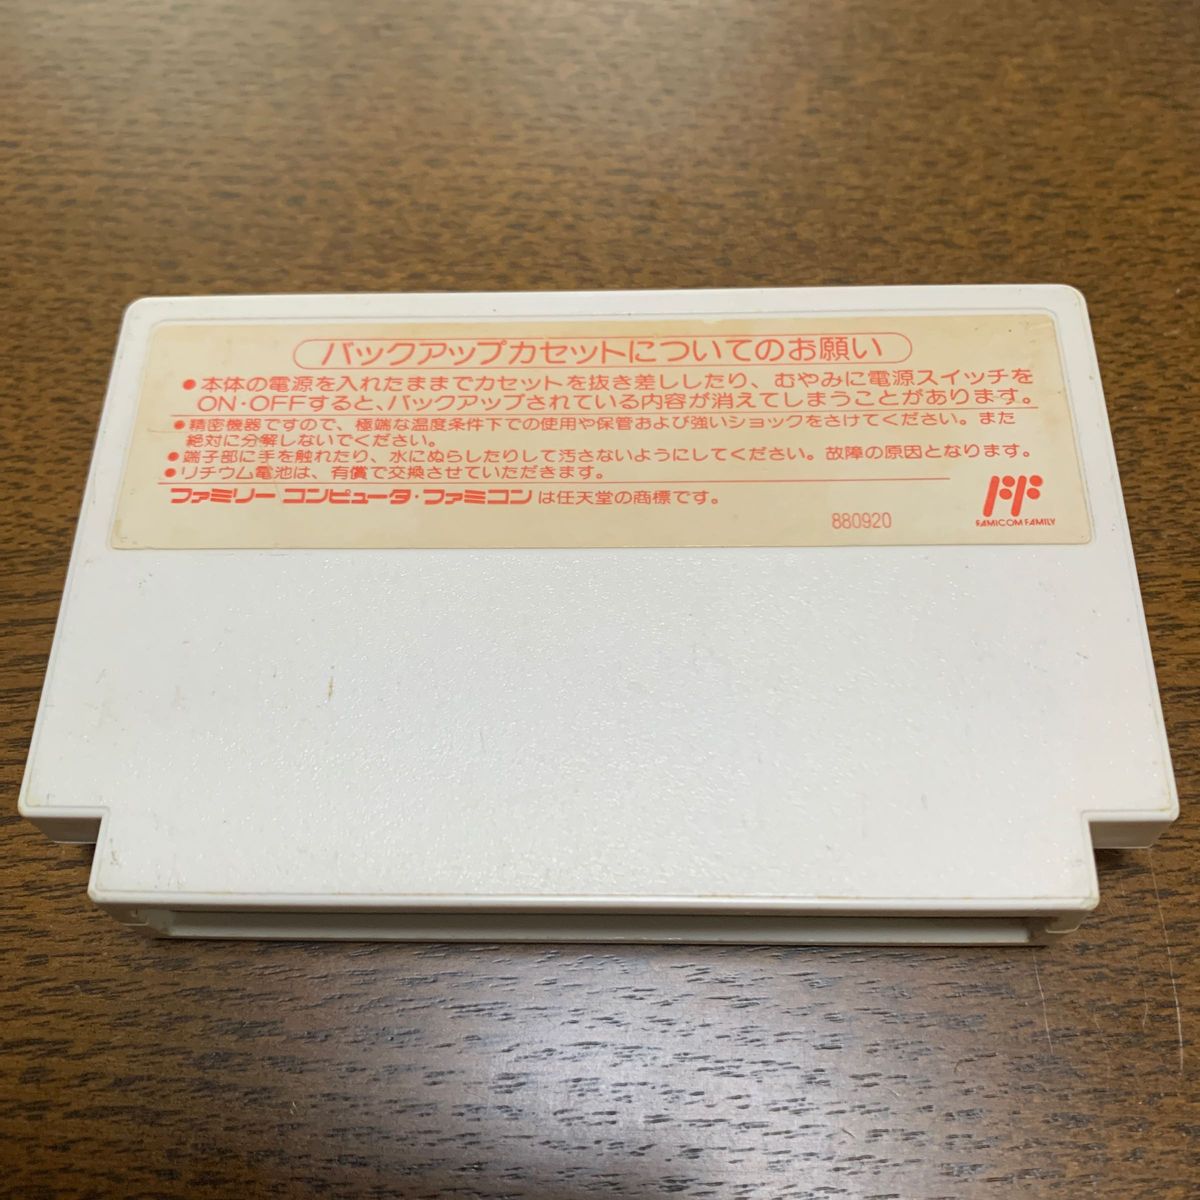 バックアップカセットについてのお願い
●本体の電源を入れたままでカセットを抜き差ししたり、むやみに電源スイッチを
ON・OFFすると、バックアップされている内容が消えてしまうことがあります。
●精密機器ですので、極端な温度条件下での使用や保管および強いショックをさけてください。また
絶対に分解しないでください。
●端子部に手を触れたり、水にぬらしたりして汚さないようにしてください。故障の原因となります。
●リチウム電池は、有償で交換させていただきます。
ファミリー コンピュータ・ファミコンは任天堂の商標です。
880920
FAMICOM FAMILY